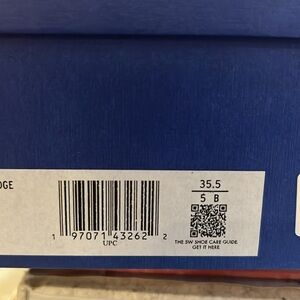 DGE
35.5
5 B
1 97071 43262 2
UPC
THE SW SHOE CARE GUIDE.
GET IT HERE